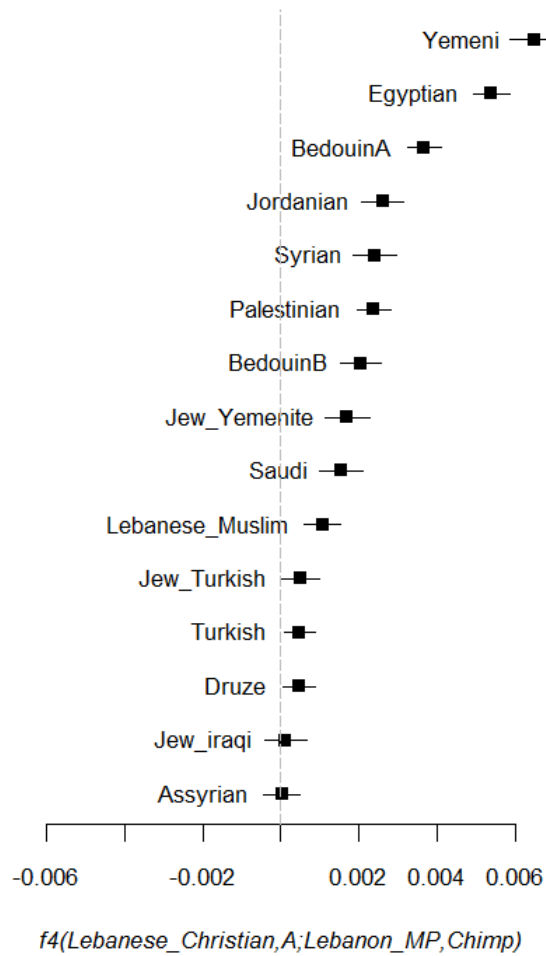 Yemeni
Egyptian
BedouinA
Jordanian
Syrian
Palestinian
BedouinB
Jew_Yemenite
Saudi
Lebanese_Muslim
Jew_Turkish
Turkish
Druze
Jew_iraqi
Assyrian
-0.006 -0.002 0.002 0.004 0.006
f4(Lebanese_Christian,A;Lebanon_MP,Chimp)